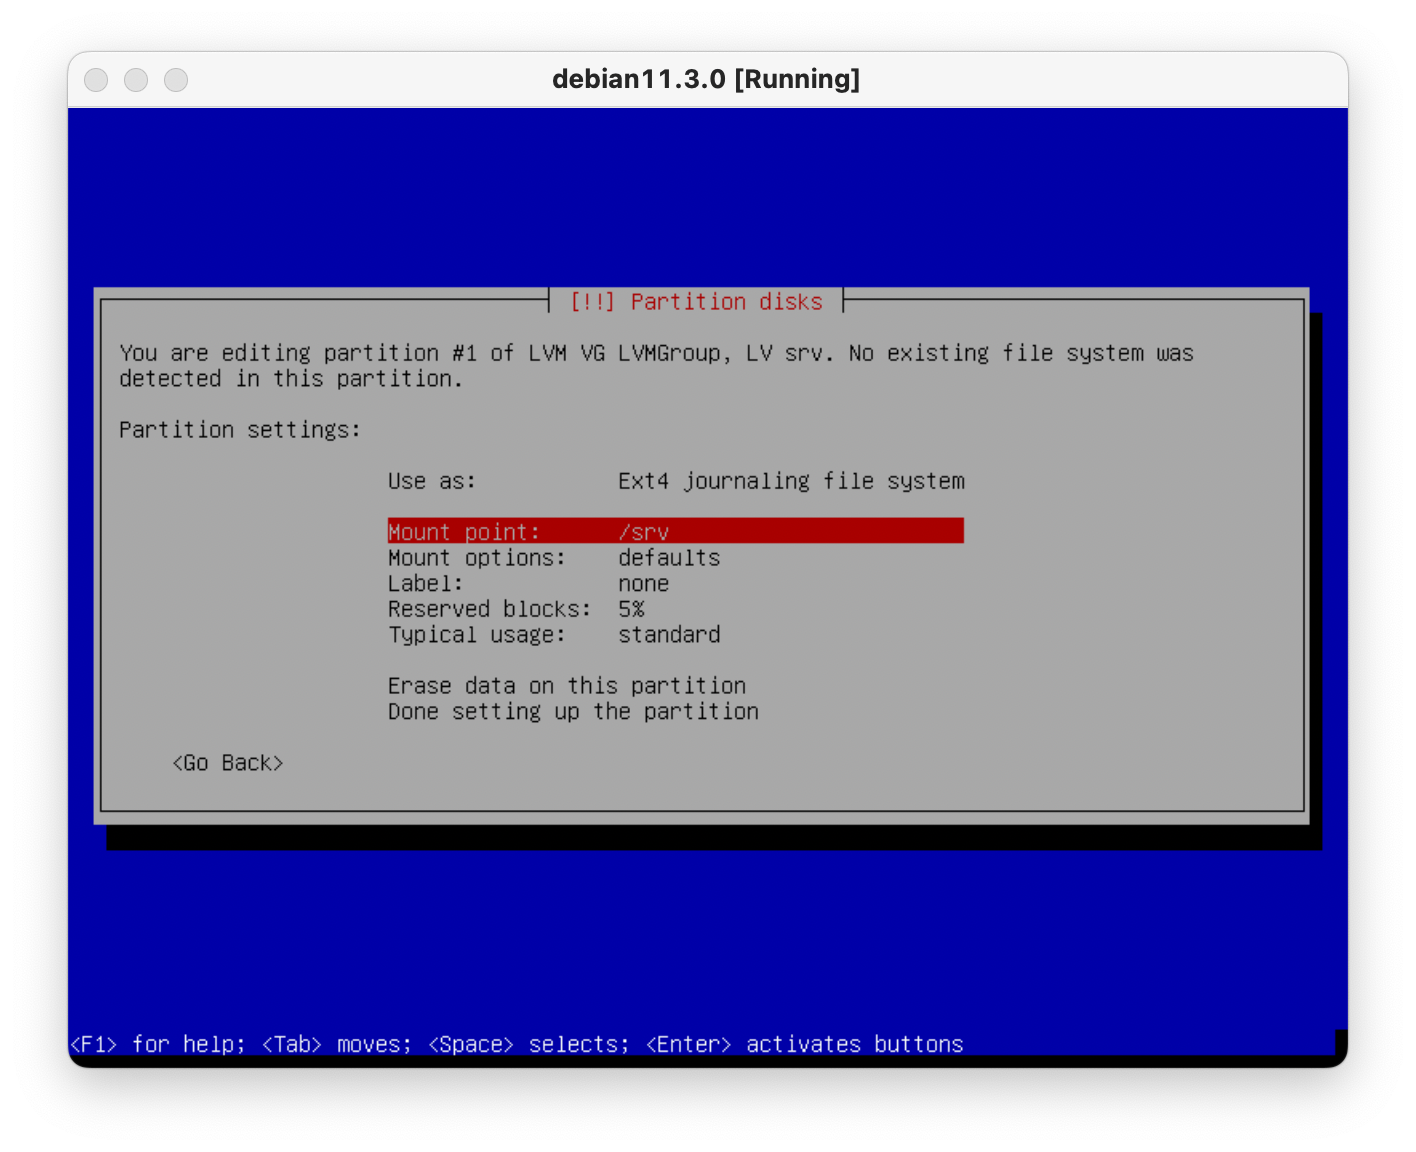 debian11.3.0 [Running]
[!!] Partition disks
You are editing partition #1 of LVM VG LVMGroup, LV srv. No existing file system was
detected in this partition.
Partition settings:
Use as: Ext4 journaling file system
Mount point: /srv
Mount options: defaults
Label: none
Reserved blocks: 5%
Typical usage: standard
Erase data on this partition
Done setting up the partition
<Go Back>
<F1> for help; <Tab> moves; <Space> selects; <Enter> activates buttons